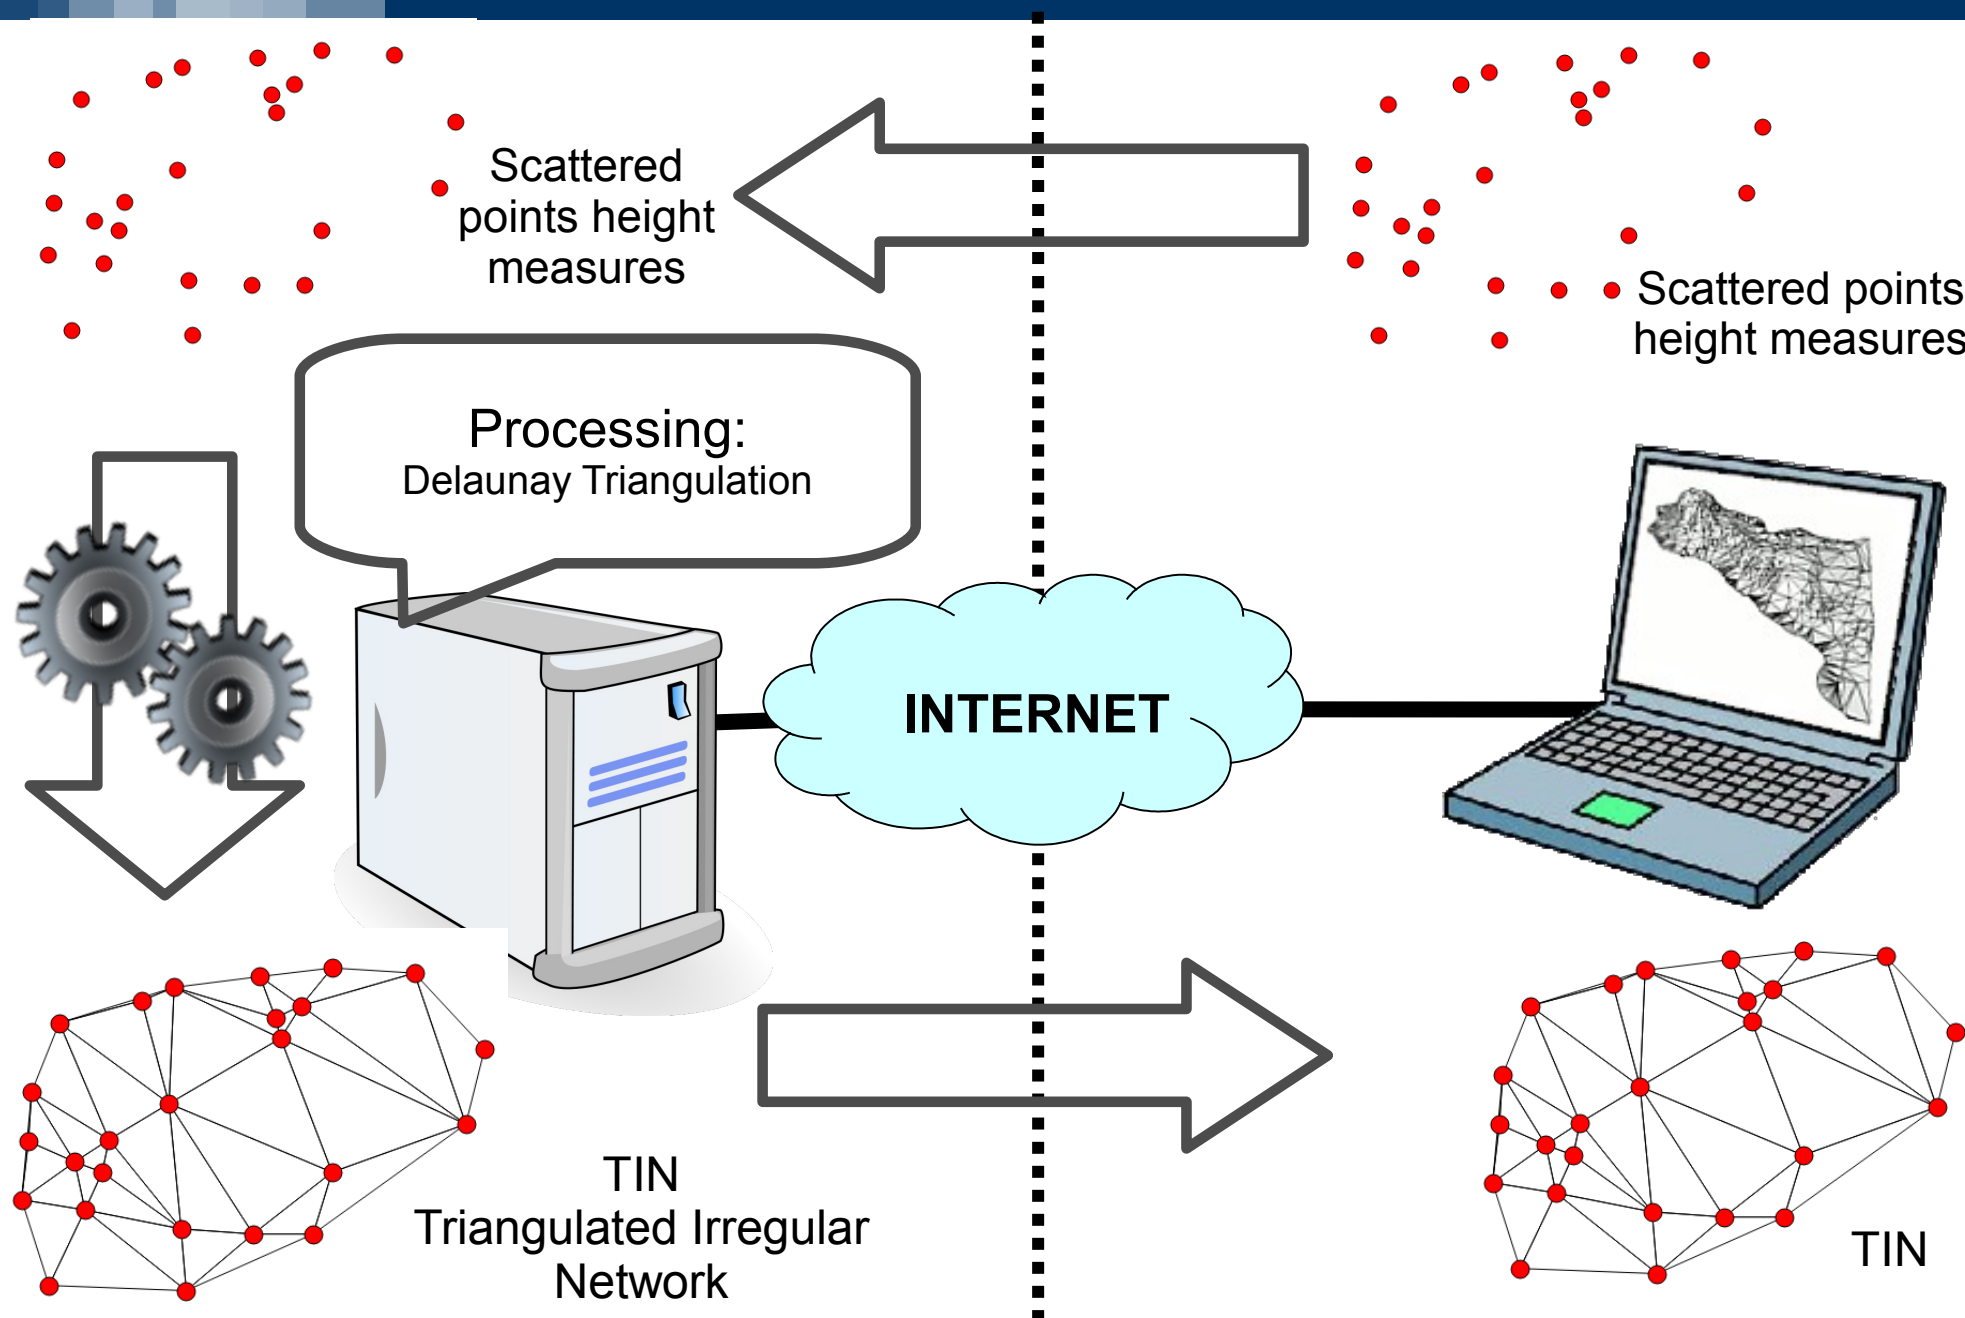 Scattered
points height
measures
Scattered points
height measures
Processing:
Delaunay Triangulation
INTERNET
TIN
Triangulated Irregular
Network
TIN